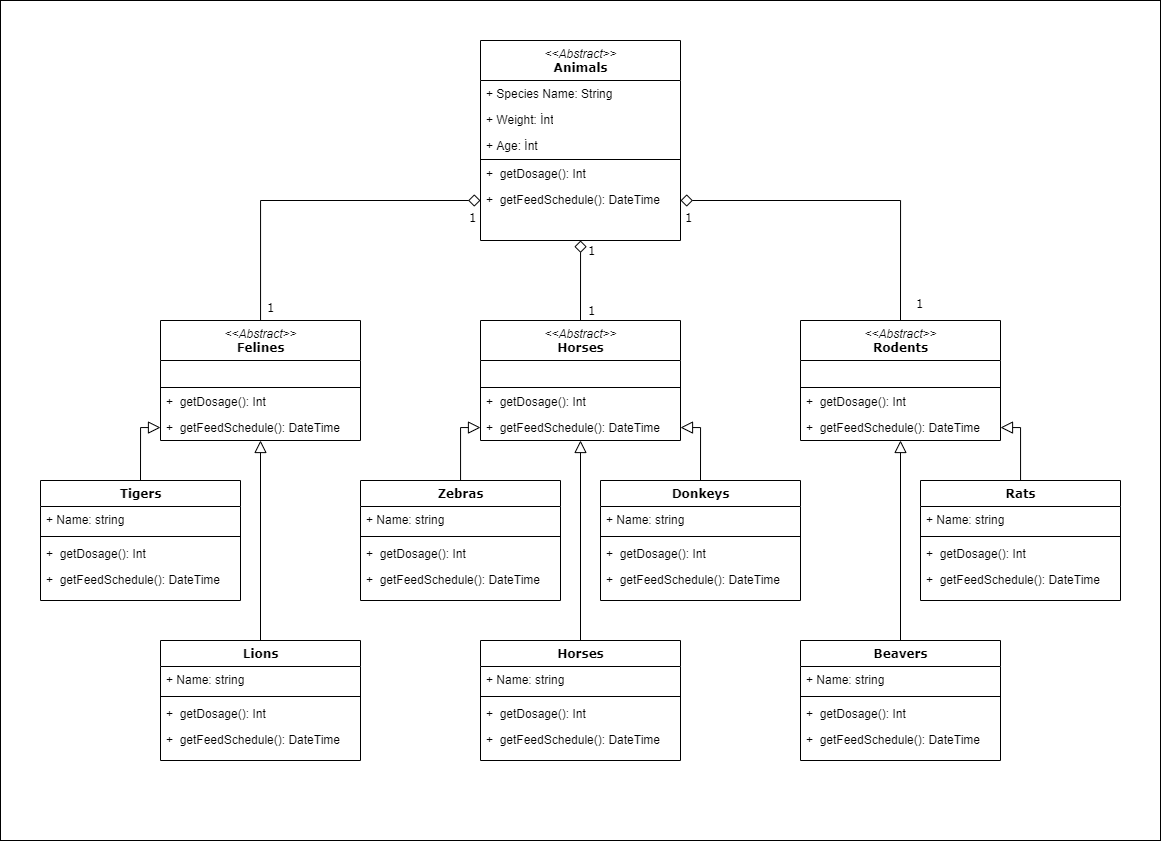 <<Abstract>>
Animals
+ Species Name: String
+ Weight: İnt
+ Age: İnt
+ getDosage(): Int
+ getFeedSchedule(): DateTime
1
1
1
1
1
1
<<Abstract>>
Felines
+ getDosage(): Int
+ getFeedSchedule(): DateTime
<<Abstract>>
Horses
+ getDosage(): Int
+ getFeedSchedule(): DateTime
<<Abstract>>
Rodents
+ getDosage(): Int
+ getFeedSchedule(): DateTime
Tigers
+ Name: string
+ getDosage(): Int
+ getFeedSchedule(): DateTime
Zebras
+ Name: string
+ getDosage(): Int
+ getFeedSchedule(): DateTime
Donkeys
+ Name: string
+ getDosage(): Int
+ getFeedSchedule(): DateTime
Rats
+ Name: string
+ getDosage(): Int
+ getFeedSchedule(): DateTime
Lions
+ Name: string
+ getDosage(): Int
+ getFeedSchedule(): DateTime
Horses
+ Name: string
+ getDosage(): Int
+ getFeedSchedule(): DateTime
Beavers
+ Name: string
+ getDosage(): Int
+ getFeedSchedule(): DateTime